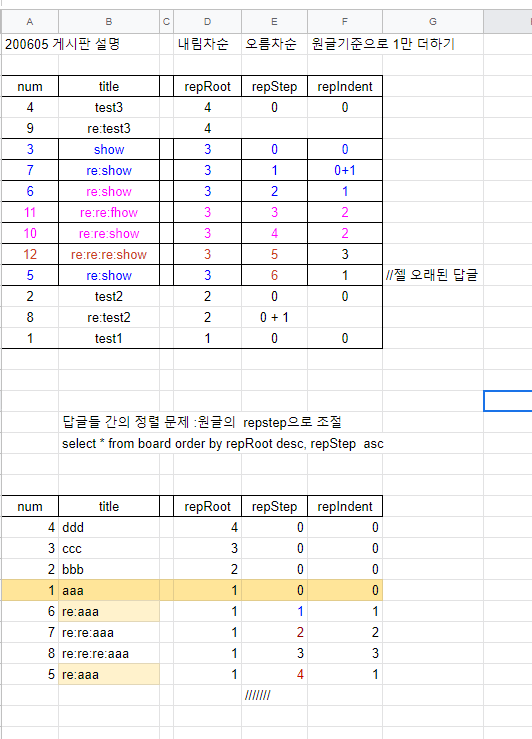 A B C D E F G
200605 게시판 설명 내림차순 오름차순 원글기준으로 1만 더하기
num title repRoot repStep repIndent
4 test3 4 0 0
9 re:test3 4
3 show 3 0 0
7 re:show 3 1 0+1
6 re:show 3 2 1
11 re:re:fhow 3 3 2
10 re:re:show 3 4 2
12 re:re:re:show 3 5 3
5 re:show 3 6 1 //젤 오래된 답글
2 test2 2 0 0
8 re:test2 2 0 + 1
1 test1 1 0 0
답글들 간의 정렬 문제 :원글의 repstep으로 조절
select * from board order by repRoot desc, repStep asc
num title repRoot repStep repIndent
4 ddd 4 0 0
3 ccc 3 0 0
2 bbb 2 0 0
1 aaa 1 0 0
6 re:aaa 1 1 1
7 re:re:aaa 1 2 2
8 re:re:re:aaa 1 3 3
5 re:aaa 1 4 1
///////